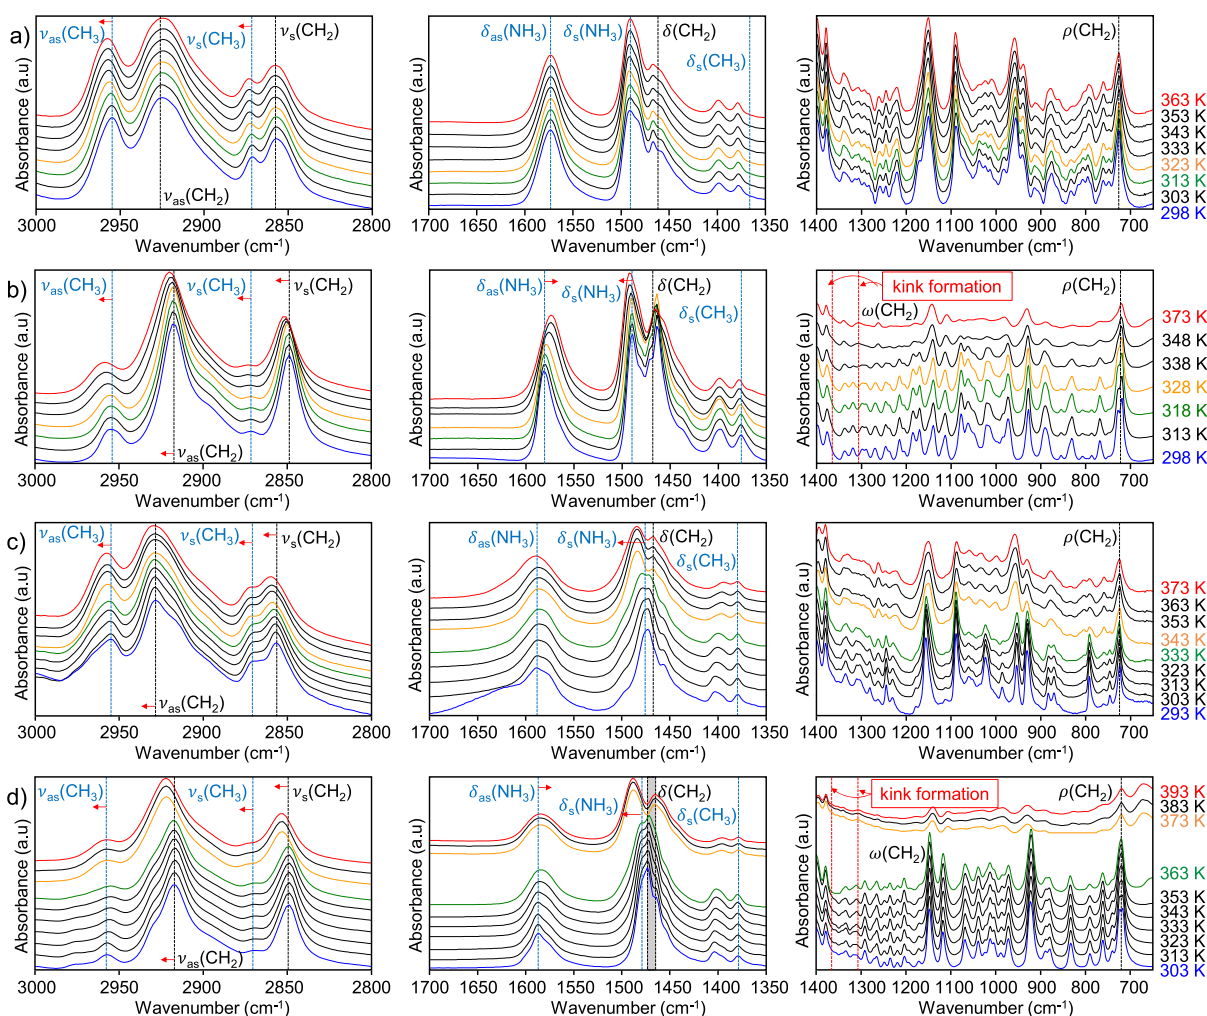 a)
Absorbance (a.u)
νas(CH3)
νs(CH3)
νs(CH2)
νas(CH2)
3000 2950 2900 2850 2800
Wavenumber (cm-1)
Absorbance (a.u)
δas(NH3)
δs(NH3)
δ(CH2)
δs(CH3)
1700 1650 1600 1550 1500 1450 1400 1350
Wavenumber (cm-1)
Absorbance (a.u)
ρ(CH2)
363 K
353 K
343 K
333 K
323 K
313 K
303 K
298 K
1400 1300 1200 1100 1000 900 800 700
Wavenumber (cm-1)
b)
Absorbance (a.u)
νas(CH3)
νs(CH3)
νs(CH2)
νas(CH2)
3000 2950 2900 2850 2800
Wavenumber (cm-1)
Absorbance (a.u)
δas(NH3)
δs(NH3)
δ(CH2)
δs(CH3)
1700 1650 1600 1550 1500 1450 1400 1350
Wavenumber (cm-1)
Absorbance (a.u)
kink formation
ω(CH2)
ρ(CH2)
373 K
348 K
338 K
328 K
318 K
313 K
298 K
1400 1300 1200 1100 1000 900 800 700
Wavenumber (cm-1)
c)
Absorbance (a.u)
νas(CH3)
νs(CH3)
νs(CH2)
νas(CH2)
3000 2950 2900 2850 2800
Wavenumber (cm-1)
Absorbance (a.u)
δas(NH3)
δs(NH3)
δ(CH2)
δs(CH3)
1700 1650 1600 1550 1500 1450 1400 1350
Wavenumber (cm-1)
Absorbance (a.u)
ρ(CH2)
373 K
363 K
353 K
343 K
333 K
323 K
313 K
303 K
293 K
1400 1300 1200 1100 1000 900 800 700
Wavenumber (cm-1)
d)
Absorbance (a.u)
νas(CH3)
νs(CH3)
νs(CH2)
νas(CH2)
3000 2950 2900 2850 2800
Wavenumber (cm-1)
Absorbance (a.u)
δas(NH3)
δs(NH3)
δ(CH2)
δs(CH3)
1700 1650 1600 1550 1500 1450 1400 1350
Wavenumber (cm-1)
Absorbance (a.u)
kink formation
ρ(CH2)
ω(CH2)
393 K
383 K
373 K
363 K
353 K
343 K
333 K
323 K
313 K
303 K
1400 1300 1200 1100 1000 900 800 700
Wavenumber (cm-1)